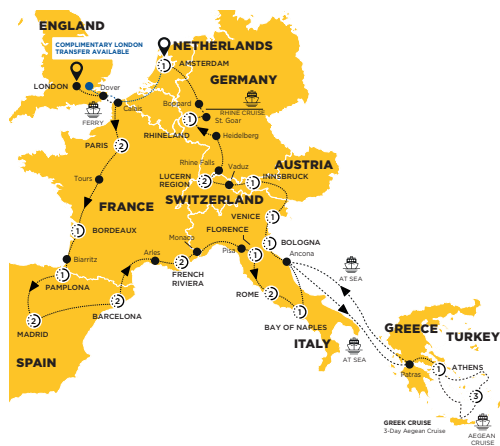 ENGLAND
COMPLIMENTARY LONDON
TRANSFER AVAILABLE
NETHERLANDS
1
AMSTERDAM
LONDON
Dover
GERMANY
Calais
FERRY
Boppard
RHINE CRUISE
St. Goar
1
RHINELAND
PARIS
2
Heidelberg
Rhine Falls
Vaduz
AUSTRIA
LUCERN
REGION
2
1
INNSBRUCK
Tours
SWITZERLAND
FRANCE
VENICE
1
FLORENCE
1
BORDEAUX
Monaco
1
BOLOGNA
Pisa
1
Ancona
Arles
Biarritz
2
FRENCH
RIVIERA
AT SEA
1
PAMPLONA
ROME
2
2
BARCELONA
1
BAY OF NAPLES
2
MADRID
GREECE
TURKEY
ITALY
AT SEA
SPAIN
Patras
1
ATHENS
3
GREEK CRUISE
3-Day Aegean Cruise
AEGEAN
CRUISE